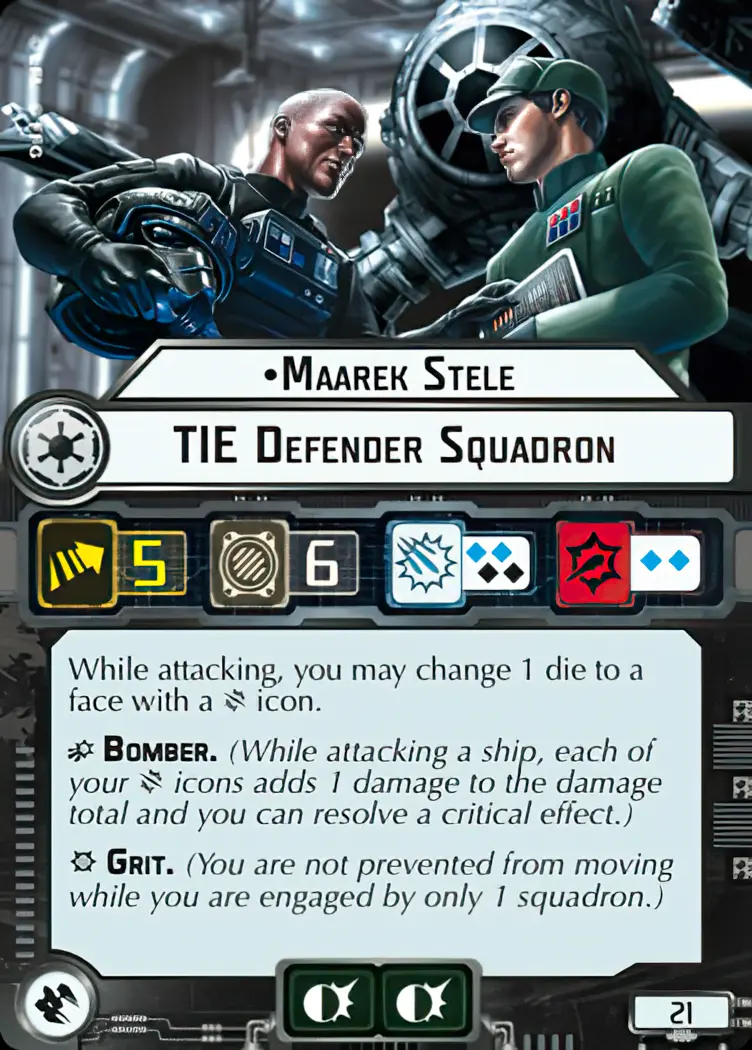 •Maarek Stele
TIE Defender Squadron
5 6
While attacking, you may change 1 die to a
face with a icon.
Bomber. (While attacking a ship, each of
your icons adds 1 damage to the damage
total and you can resolve a critical effect.)
Grit. (You are not prevented from moving
while you are engaged by only 1 squadron.)
21